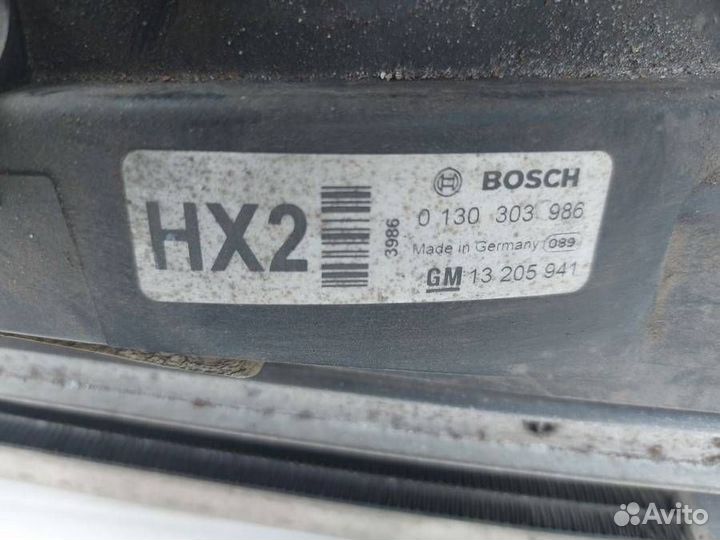 HX2
3986
BOSCH
0 130 303 986
Made in Germany 089
GM 13 205 941
Avito